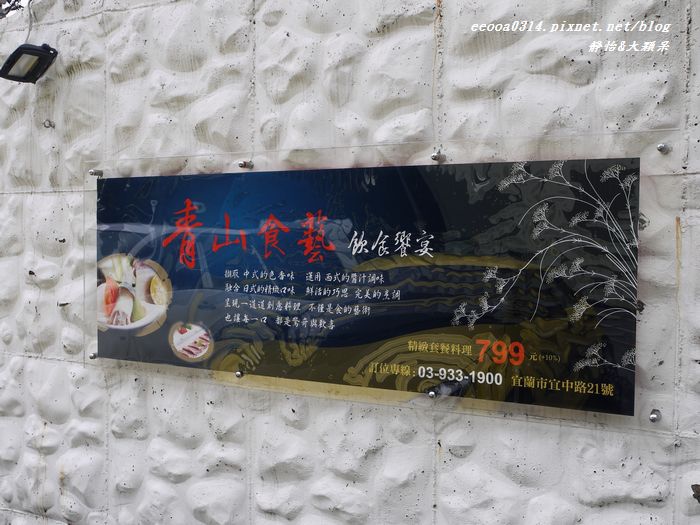 eeooa0314.pixnet.net/blog
靜怡&大顆呆
青山食藝 飲食饗宴
擷取 中式的色香味 運用 西式的醬汁調味
融合 日式的精緻口味 鮮活的巧思 完美的烹調
呈現一道道創意料理 不僅是食的藝術
也讓每一口 都是驚奇與歡喜
精緻套餐料理 799 元(+10%)
訂位專線：03-933-1900 宜蘭市宜中路21號